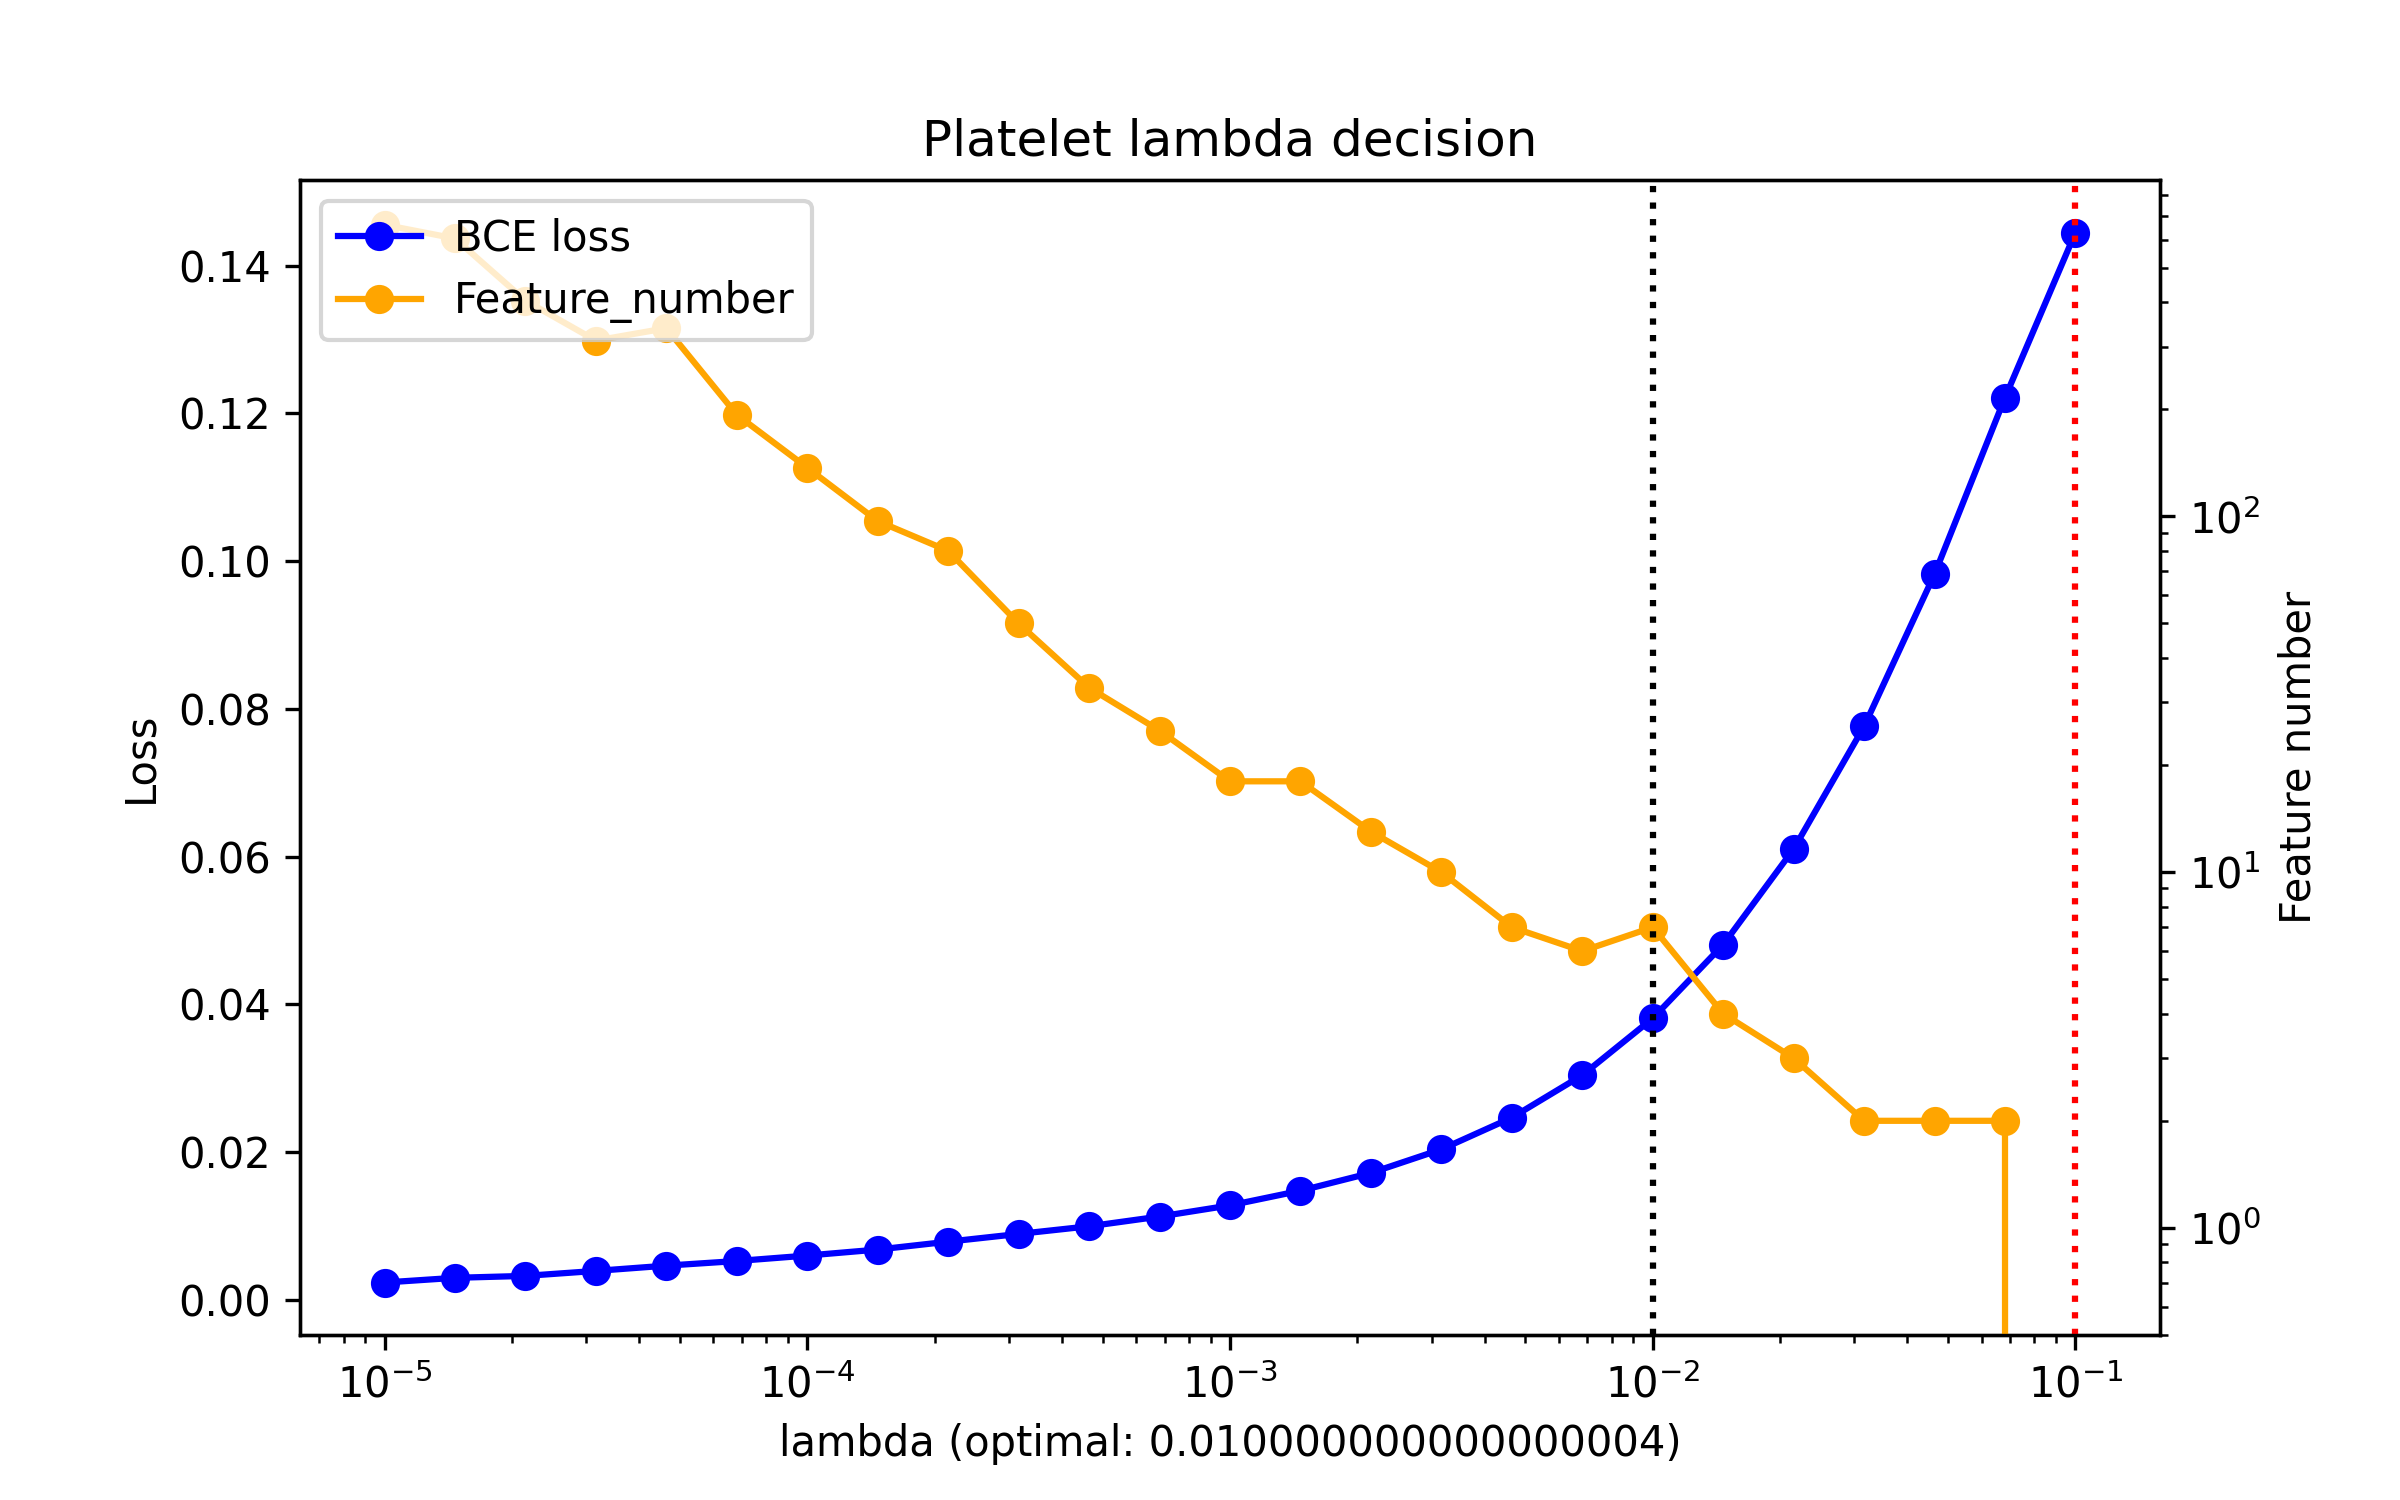 Platelet lambda decision
BCE loss
Feature_number
0.14
0.12
0.10
0.08
0.06
0.04
0.02
0.00
Loss
10²
10¹
10⁰
Feature number
10⁻⁵ 10⁻⁴ 10⁻³ 10⁻² 10⁻¹
lambda (optimal: 0.010000000000000004)